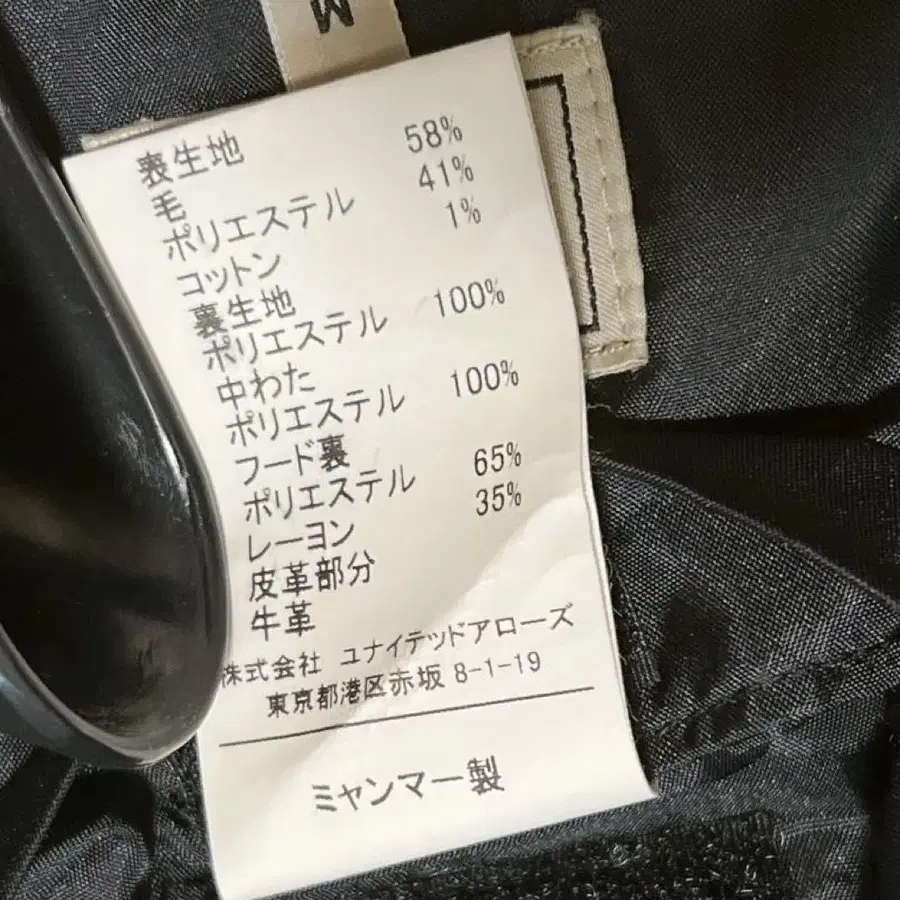 M
表生地
毛 58%
ポリエステル 41%
コットン 1%
裏生地
ポリエステル 100%
中わた
ポリエステル 100%
フード裏
ポリエステル 65%
レーヨン 35%
皮革部分
牛革
株式会社 ユナイテッドアローズ
東京都港区赤坂 8-1-19
ミャンマー製